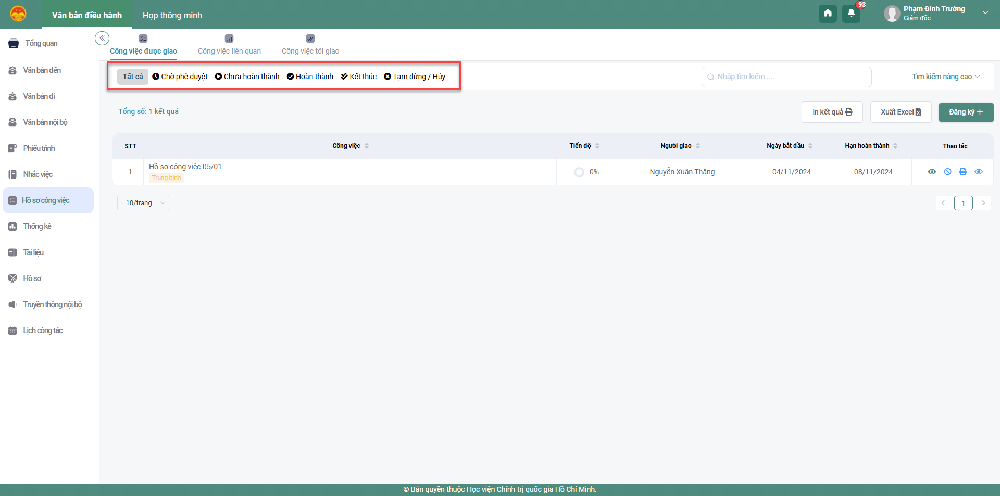 Văn bản điều hành
Họp thông minh
93
Phạm Đình Trường
Giám đốc
Tổng quan
Văn bản đến
Văn bản đi
Văn bản nội bộ
Phiếu trình
Nhắc việc
Hồ sơ công việc
Thống kê
Tài liệu
Hồ sơ
Truyền thông nội bộ
Lịch công tác
Công việc được giao
Công việc liên quan
Công việc tôi giao
Tất cả Chờ phê duyệt Chưa hoàn thành Hoàn thành Kết thúc Tạm dừng / Hủy
Nhập tìm kiếm ....
Tìm kiếm nâng cao
Tổng số: 1 kết quả
In kết quả
Xuất Excel
Đăng ký
STT Công việc Tiến độ Người giao Ngày bắt đầu Hạn hoàn thành Thao tác
1 Hồ sơ công việc 05/01 0% Nguyễn Xuân Thắng 04/11/2024 08/11/2024
Trung bình
10/trang
1
© Bản quyền thuộc Học viện Chính trị quốc gia Hồ Chí Minh.